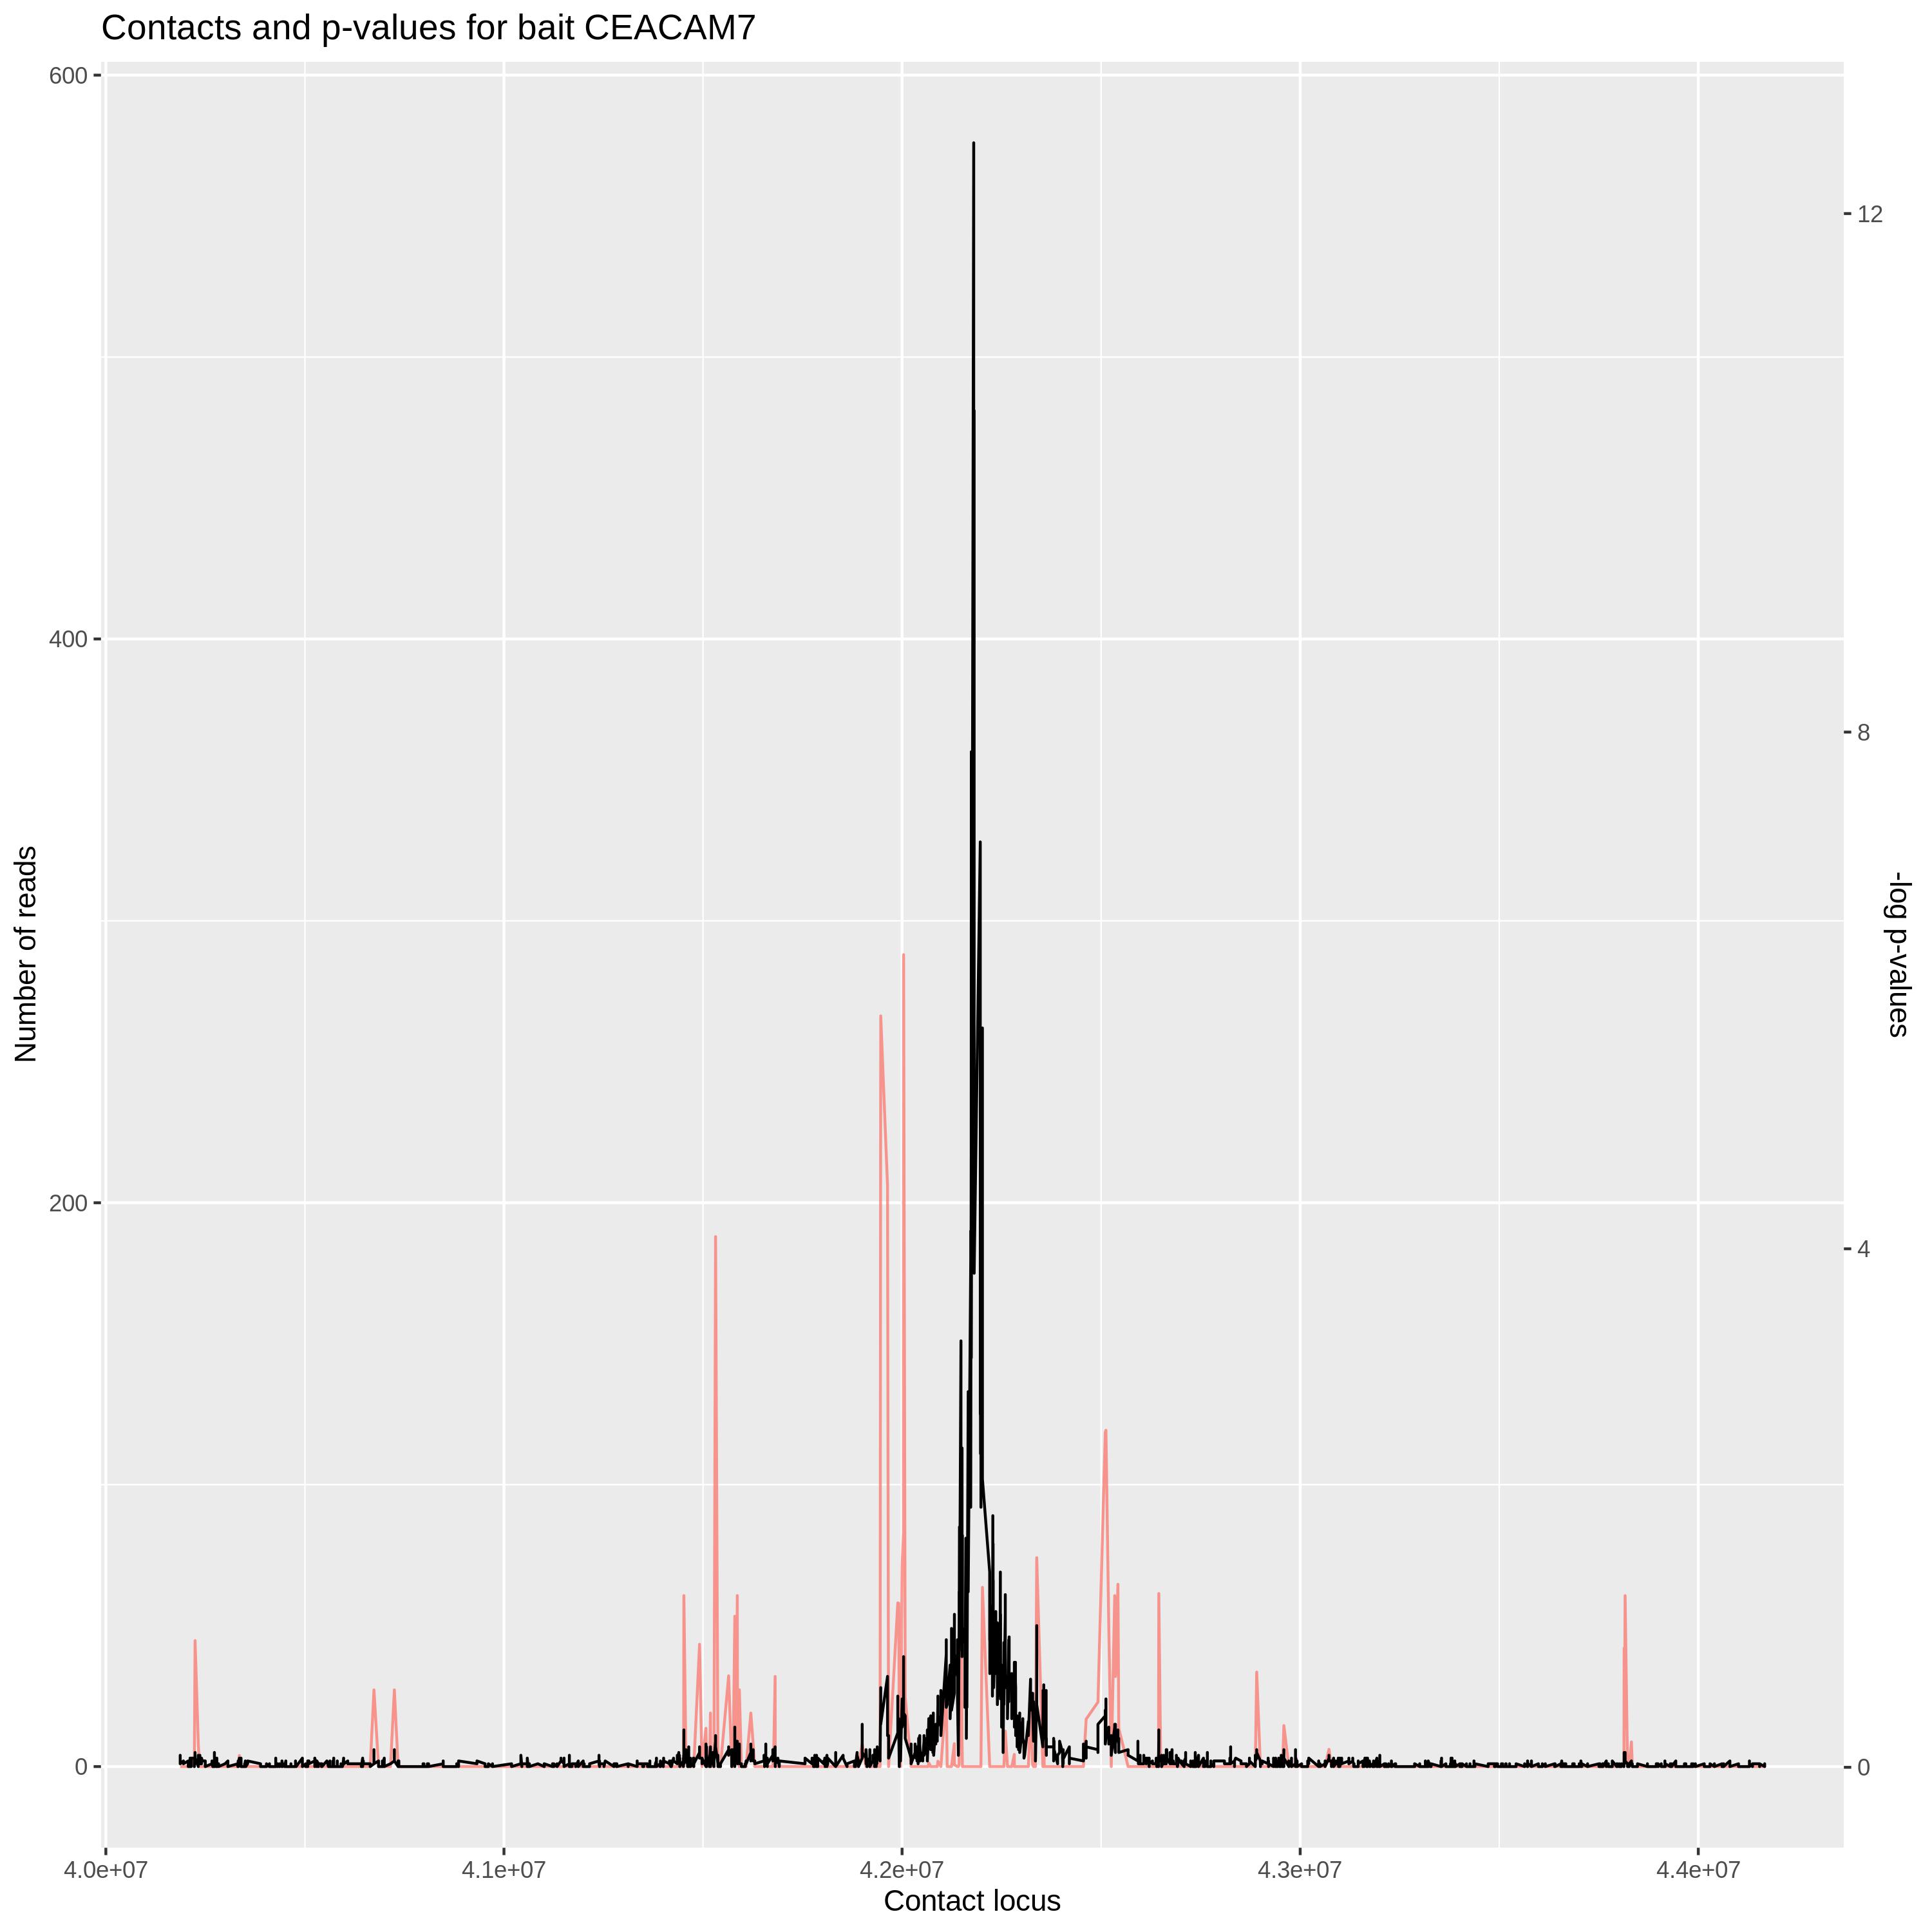 Contacts and p-values for bait CEACAM7
600
400
200
0
12
8
4
0
Number of reads
-log p-values
4.0e+07
4.1e+07
4.2e+07
4.3e+07
4.4e+07
Contact locus